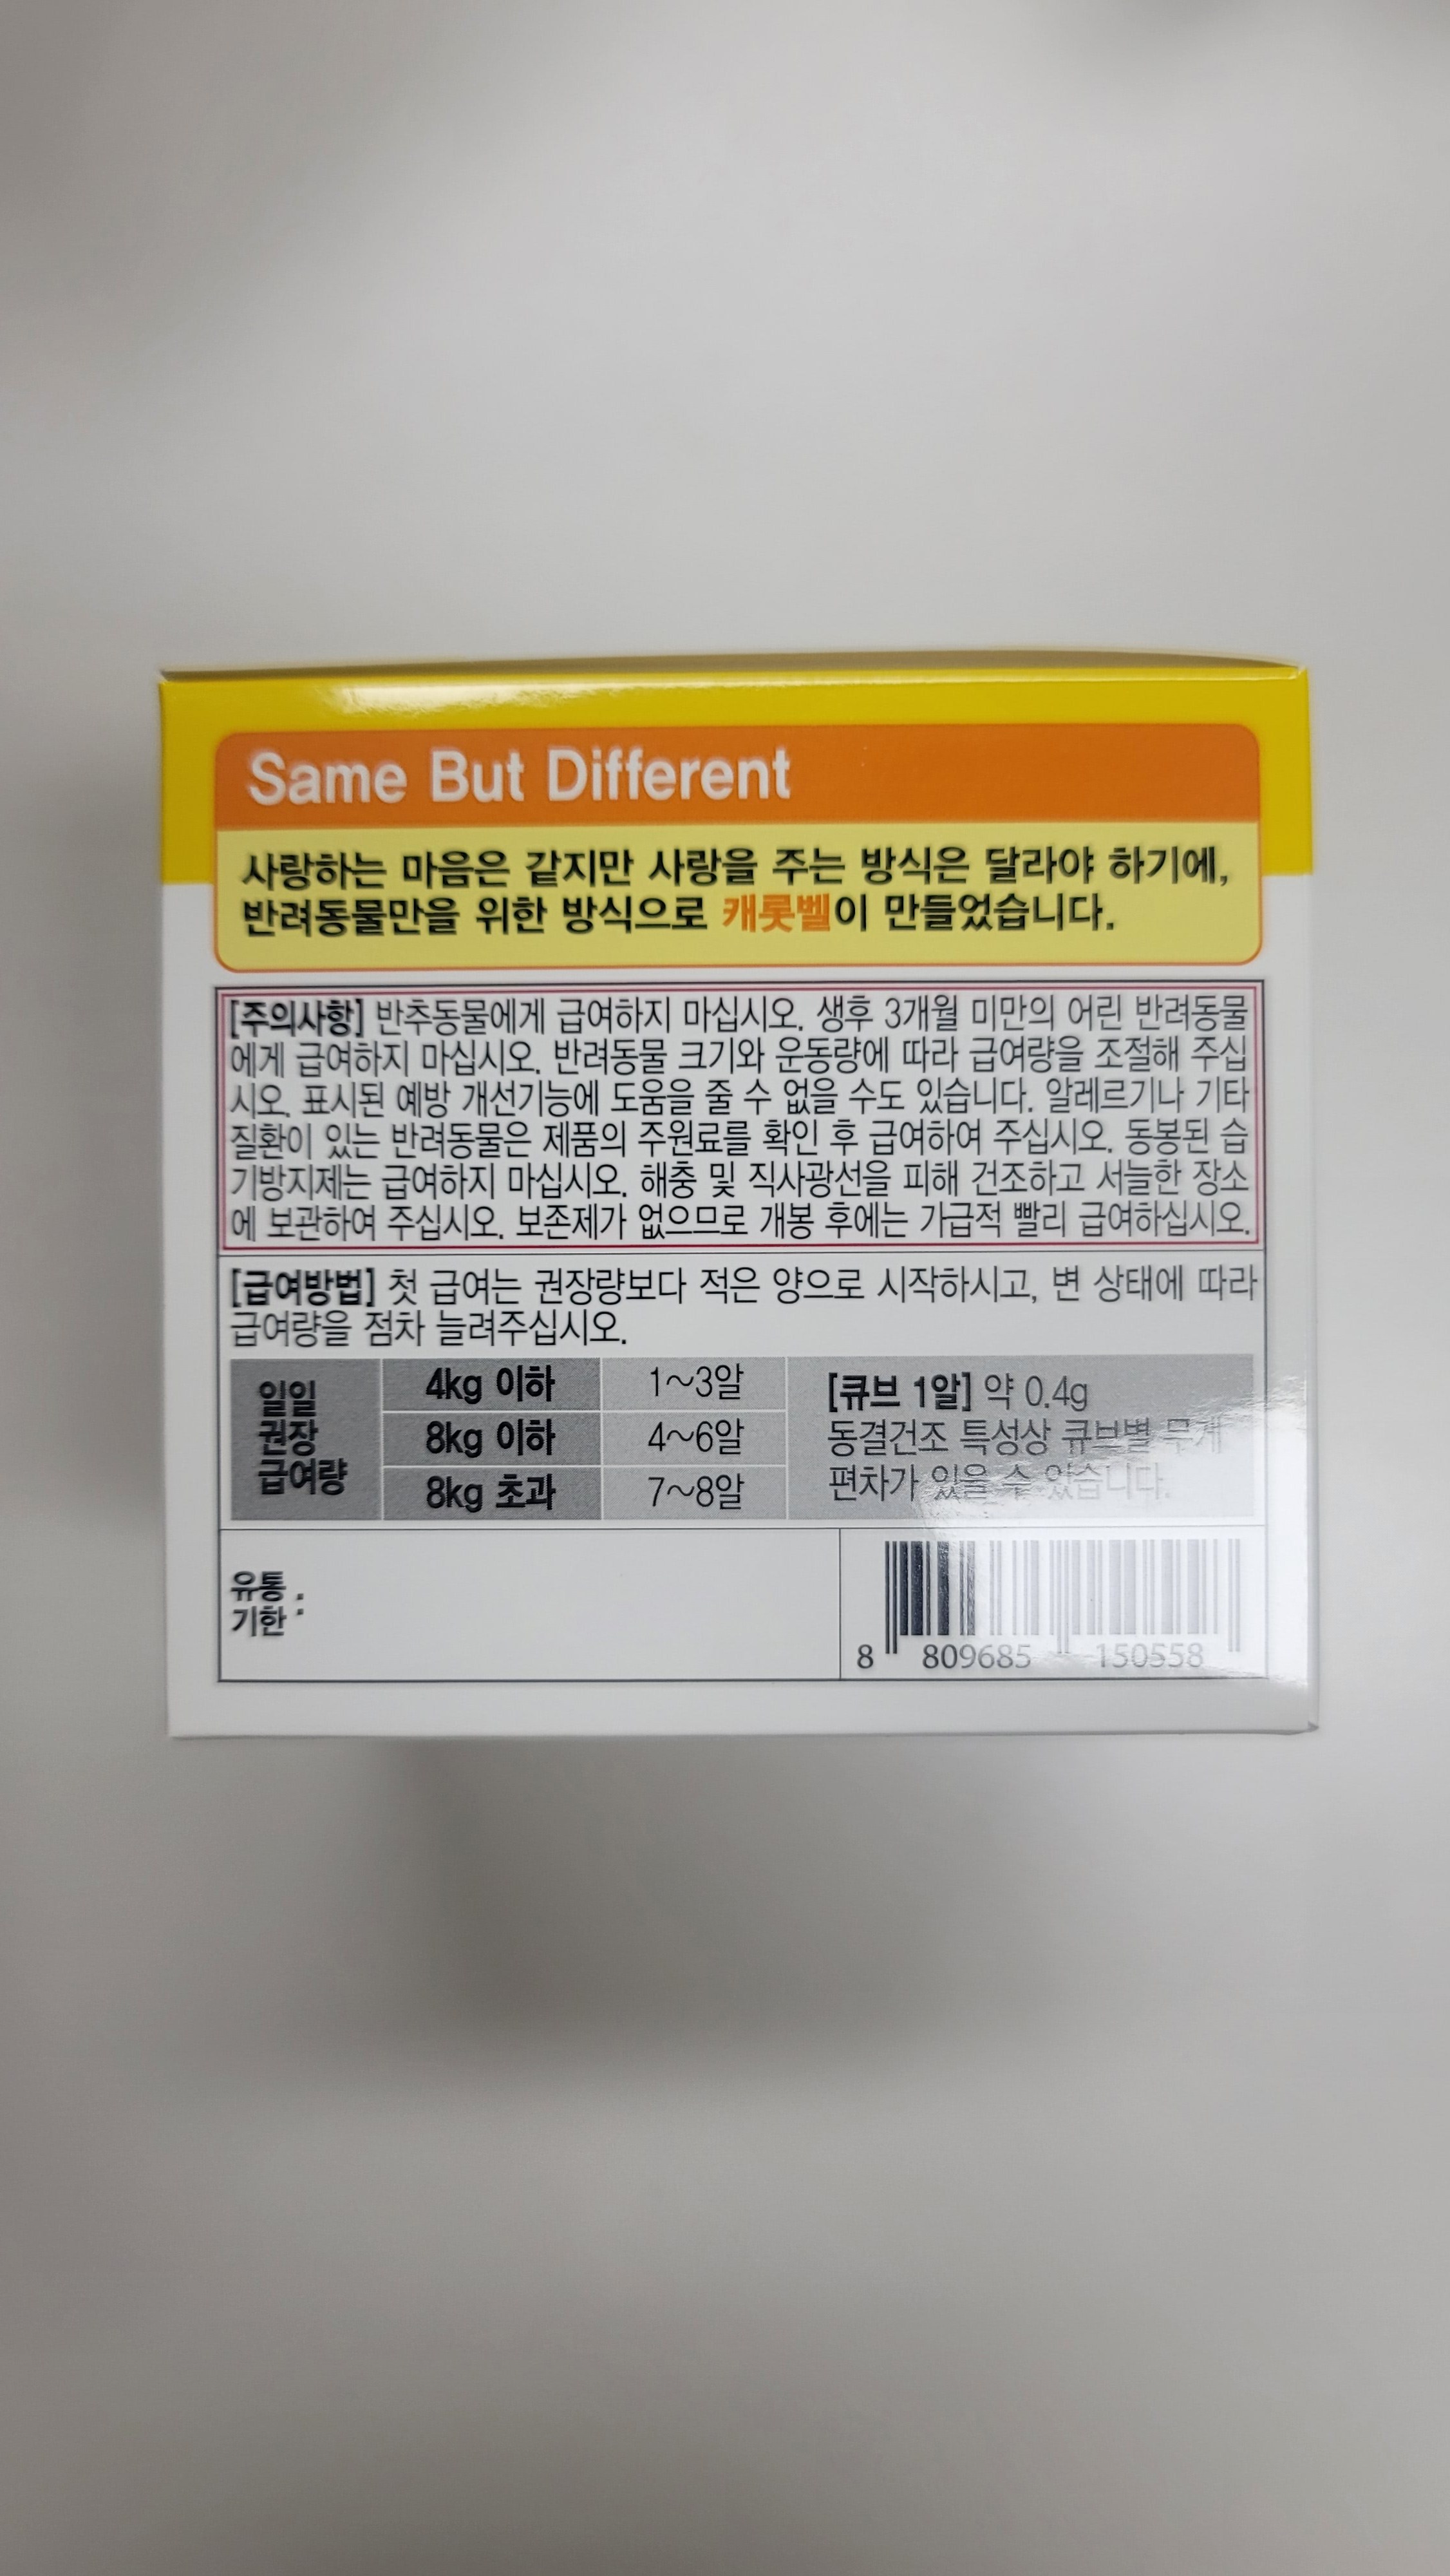 Same But Different
사랑하는 마음은 같지만 사랑을 주는 방식은 달라야 하기에,
반려동물만을 위한 방식으로 캐롯벨이 만들었습니다.
[주의사항] 반추동물에게 급여하지 마십시오. 생후 3개월 미만의 어린 반려동물
에게 급여하지 마십시오. 반려동물 크기와 운동량에 따라 급여량을 조절해 주십
시오. 표시된 예방 개선기능에 도움을 줄 수 없을 수도 있습니다. 알레르기나 기타
질환이 있는 반려동물은 제품의 주원료를 확인 후 급여하여 주십시오. 동봉된 습
기방지제는 급여하지 마십시오. 해충 및 직사광선을 피해 건조하고 서늘한 장소
에 보관하여 주십시오. 보존제가 없으므로 개봉 후에는 가급적 빨리 급여하십시오.
[급여방법] 첫 급여는 권장량보다 적은 양으로 시작하시고, 변 상태에 따라
급여량을 점차 늘려주십시오.
일일
권장
급여량
4kg 이하 1~3알
8kg 이하 4~6알
8kg 초과 7~8알
[큐브 1알] 약 0.4g
동결건조 특성상 큐브별 무게
편차가 있을 수 있습니다.
유통
기한 :
8 809685 150558